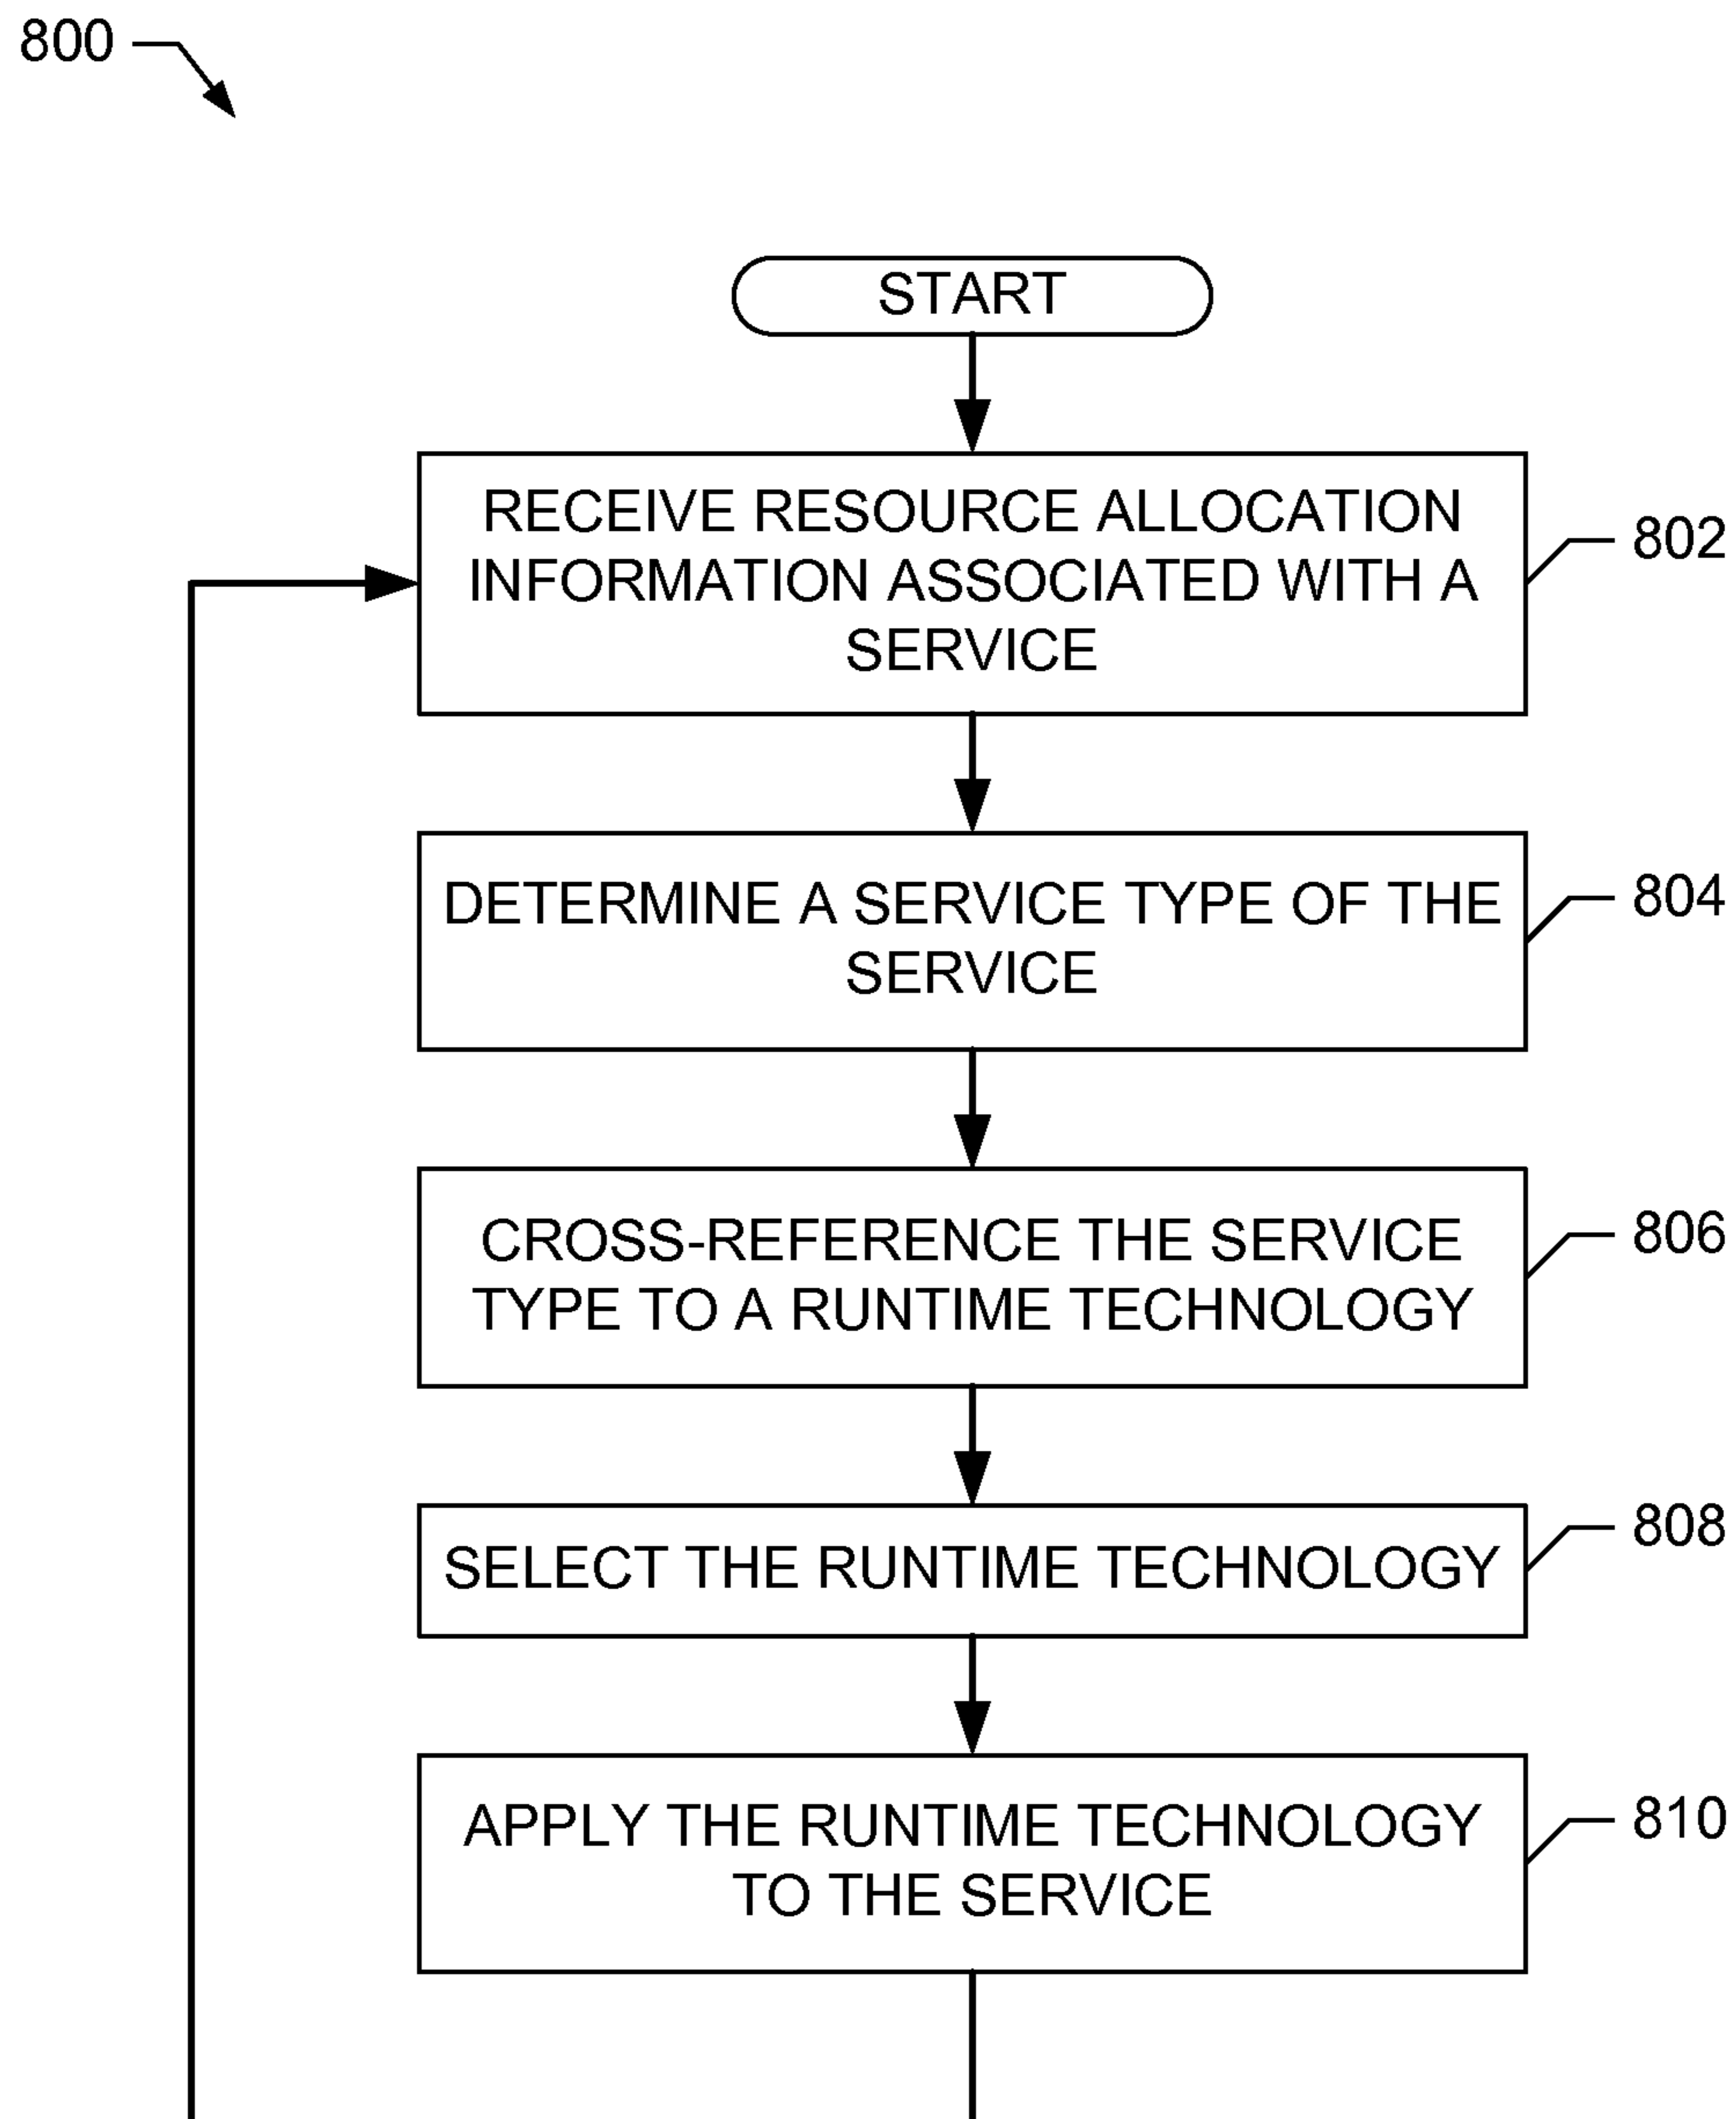 800
START
RECEIVE RESOURCE ALLOCATION
INFORMATION ASSOCIATED WITH A
SERVICE
802
DETERMINE A SERVICE TYPE OF THE
SERVICE
804
CROSS-REFERENCE THE SERVICE
TYPE TO A RUNTIME TECHNOLOGY
806
SELECT THE RUNTIME TECHNOLOGY
808
APPLY THE RUNTIME TECHNOLOGY
TO THE SERVICE
810